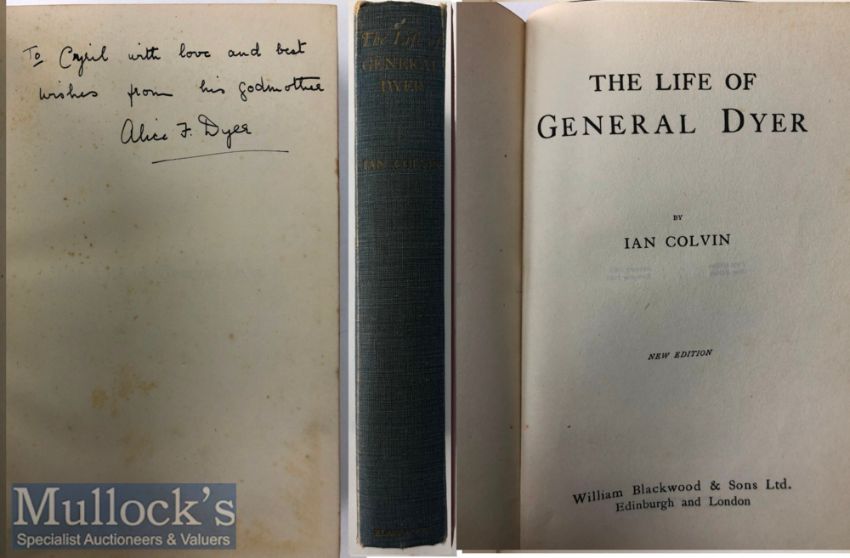 To Cyril with love and best
wishes from his godmother
Alice F. Dyer
The Life of
GENERAL
DYER
IAN COLVIN
THE LIFE OF
GENERAL DYER
BY
IAN COLVIN
NEW EDITION
William Blackwood & Sons Ltd.
Edinburgh and London
Mullock's
Specialist Auctioneers & Valuers